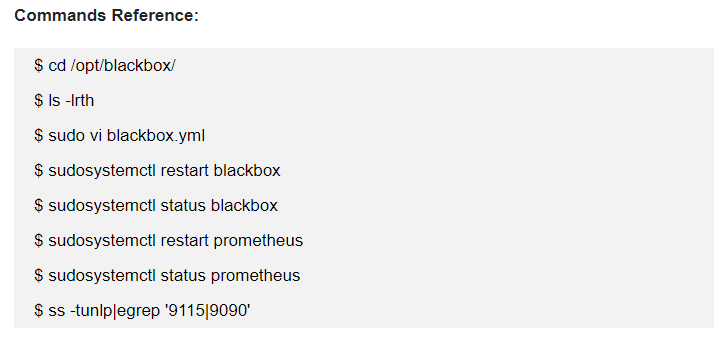 Commands Reference:
$ cd /opt/blackbox/
$ ls -lrth
$ sudo vi blackbox.yml
$ sudosystemctl restart blackbox
$ sudosystemctl status blackbox
$ sudosystemctl restart prometheus
$ sudosystemctl status prometheus
$ ss -tunlp|egrep '9115|9090'